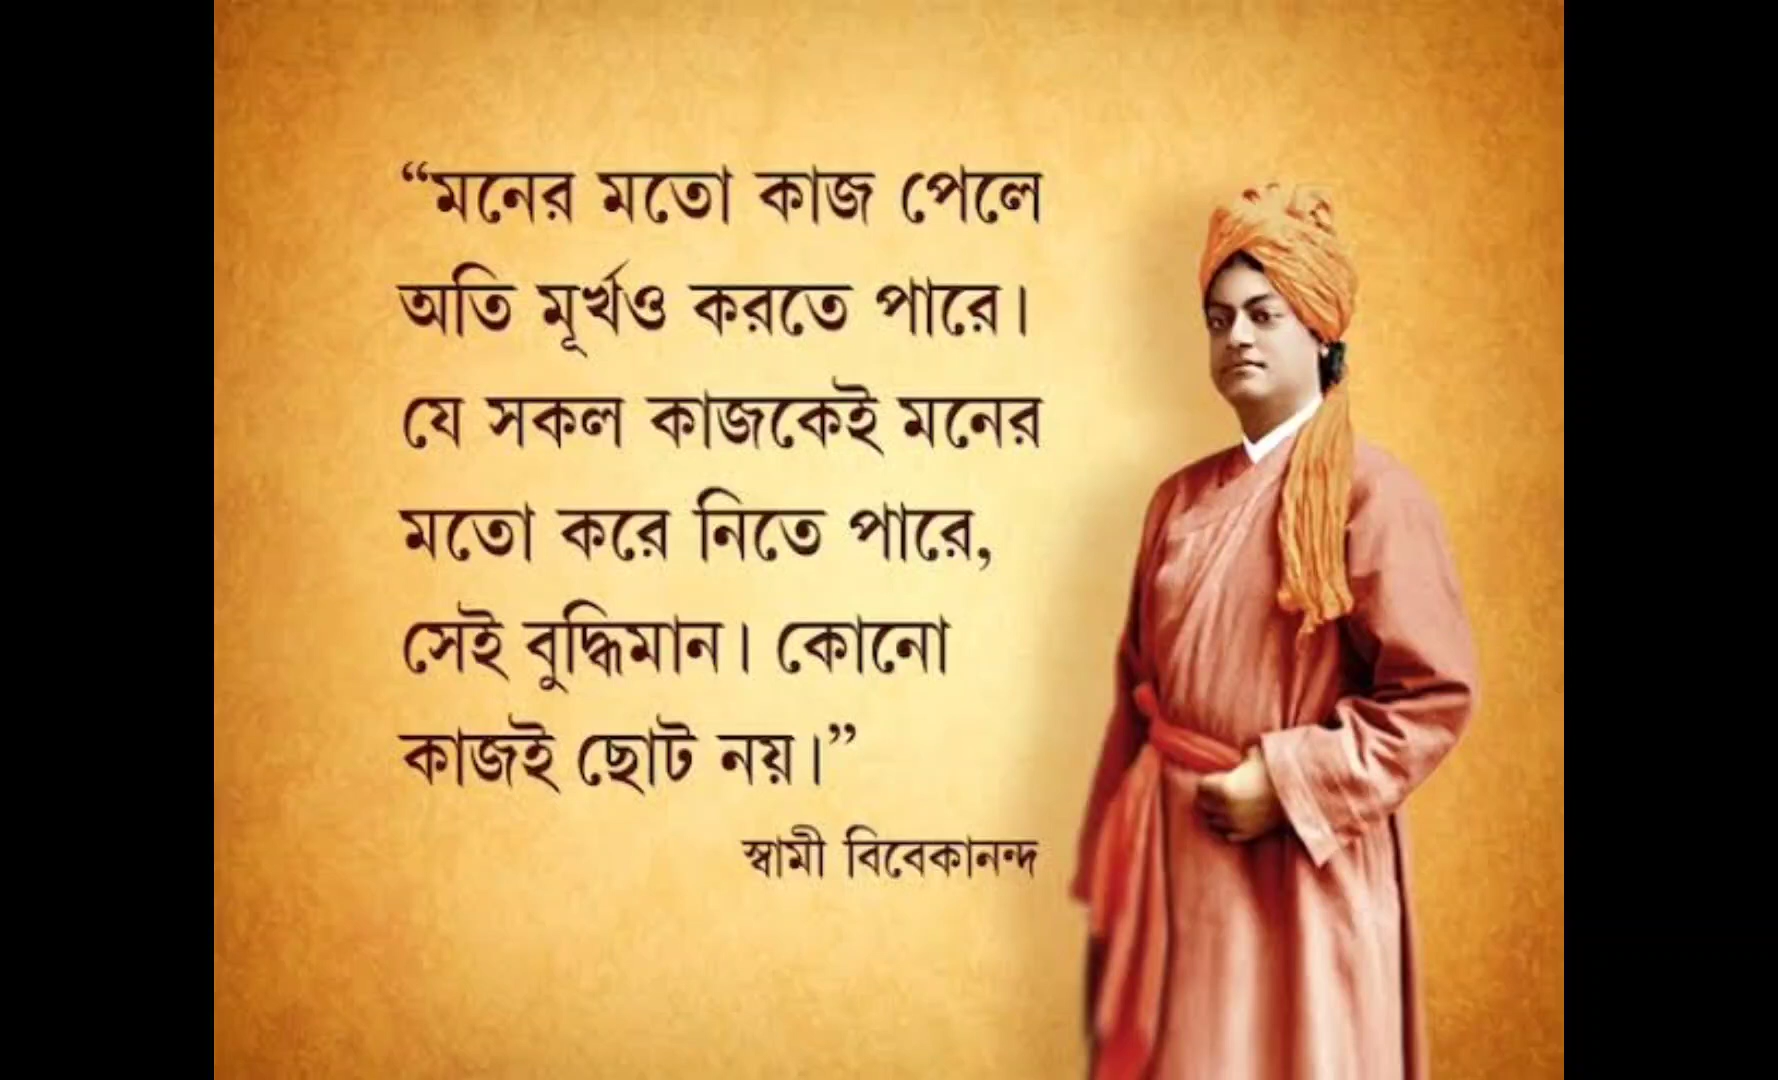 “মনের মতো কাজ পেলে
অতি মূর্খও করতে পারে।
যে সকল কাজকেই মনের
মতো করে নিতে পারে,
সেই বুদ্ধিমান। কোনো
কাজই ছোট নয়।”
স্বামী বিবেকানন্দ